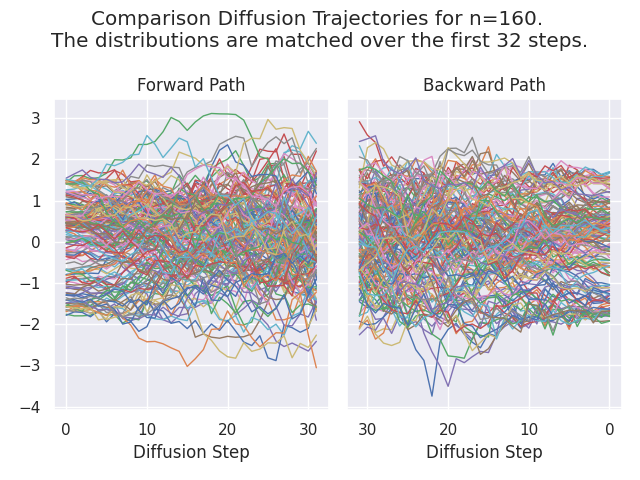 Comparison Diffusion Trajectories for n=160.
The distributions are matched over the first 32 steps.
Forward Path
Backward Path
3
2
1
0
−1
−2
−3
−4
0 10 20 30
30 20 10 0
Diffusion Step
Diffusion Step